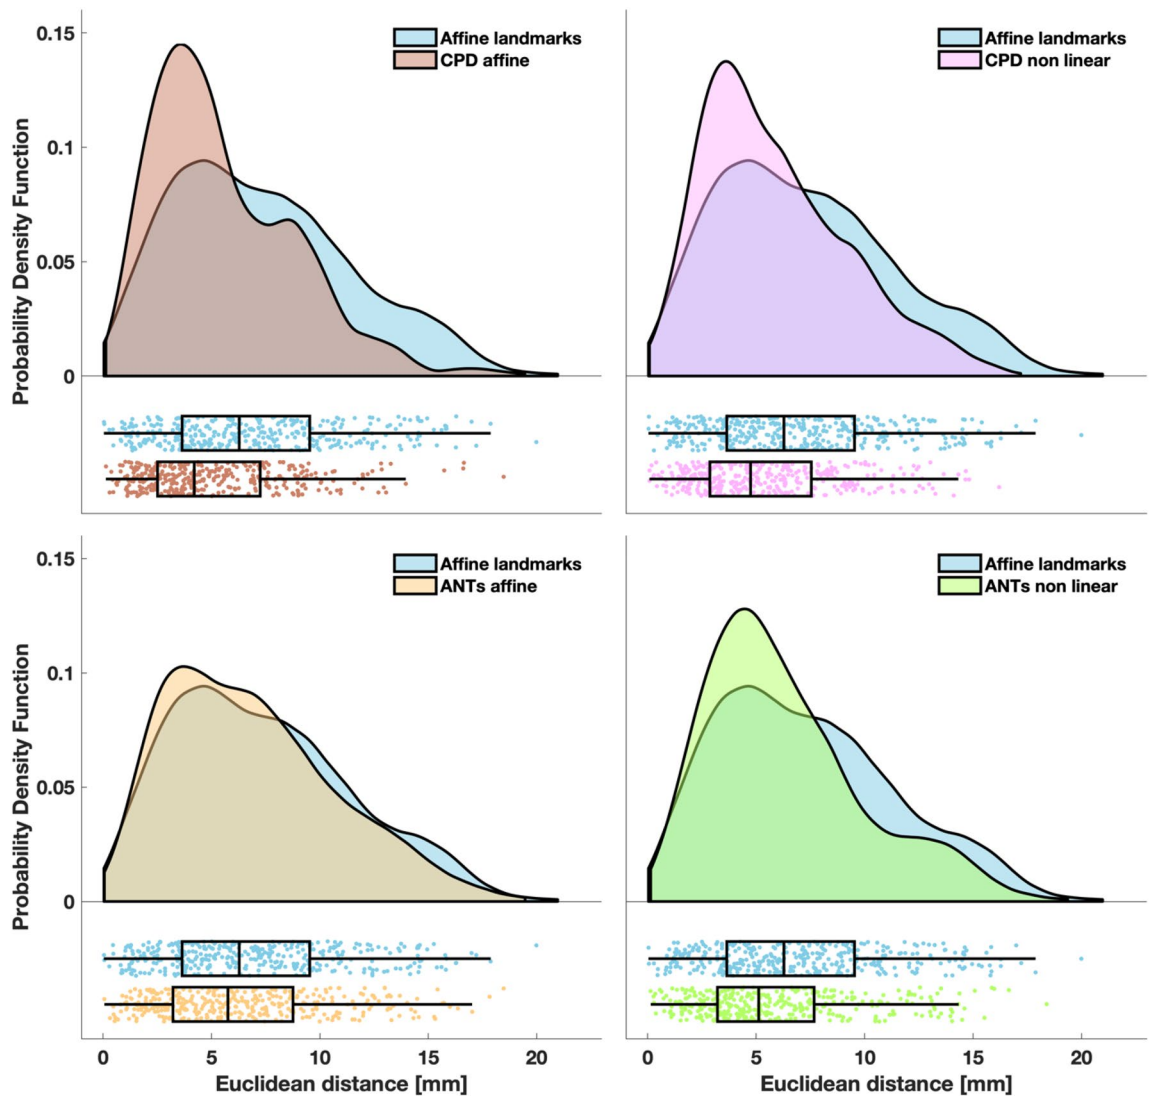 0.15
0.1
0.05
0
Probability Density Function
Affine landmarks
CPD affine
Affine landmarks
CPD non linear
0.15
0.1
0.05
0
Probability Density Function
Affine landmarks
ANTs affine
Affine landmarks
ANTs non linear
0 5 10 15 20
Euclidean distance [mm]
0 5 10 15 20
Euclidean distance [mm]